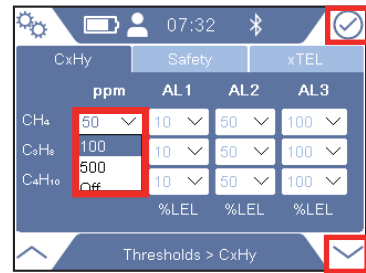 07:32
CxHy Safety xTEL
ppm AL1 AL2 AL3
CH₄ 50 10 50 100
C₃H₈ 100 10 50 100
500
C₄H₁₀ Off 10 50 100
%LEL %LEL %LEL
Thresholds > CxHy